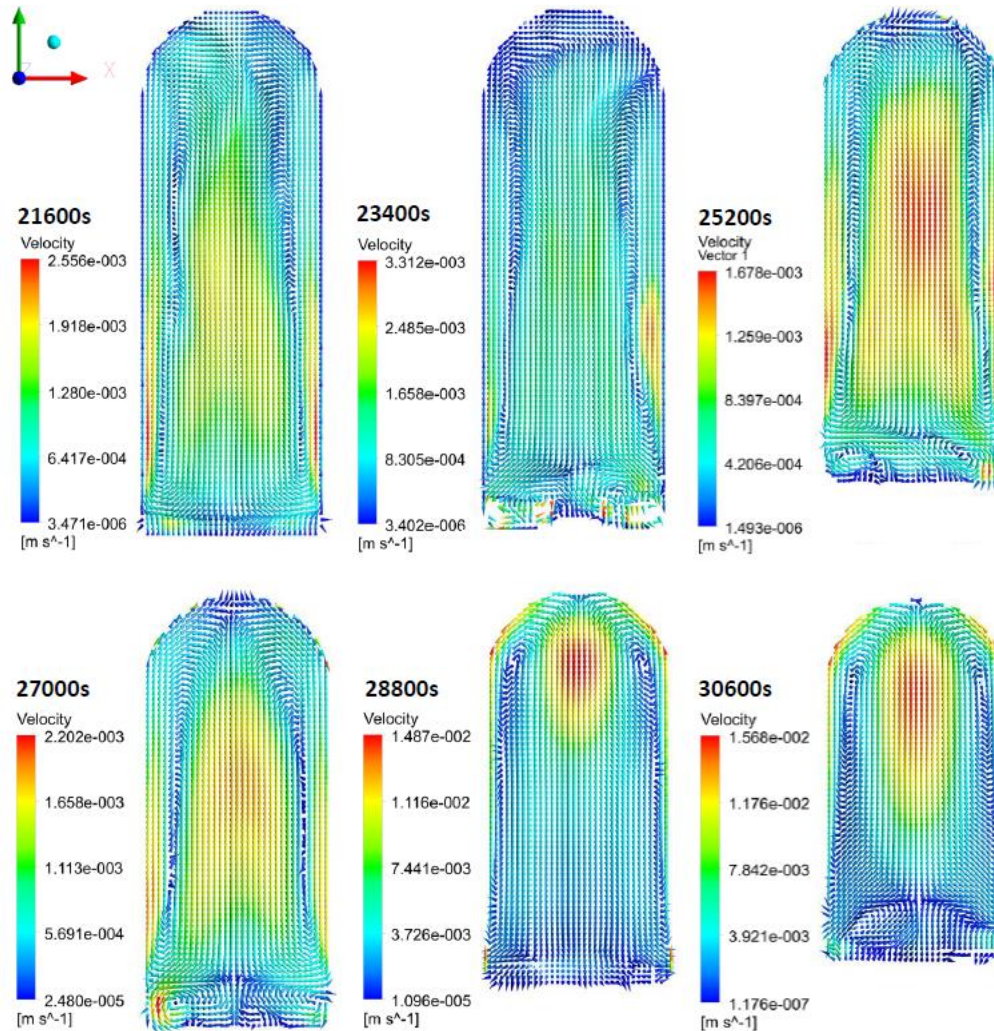 X
21600s
Velocity
2.556e-003
1.918e-003
1.280e-003
6.417e-004
3.471e-006
[m s^-1]
23400s
Velocity
3.312e-003
2.485e-003
1.658e-003
8.305e-004
3.402e-006
[m s^-1]
25200s
Velocity
Vector 1
1.678e-003
1.259e-003
8.397e-004
4.206e-004
1.493e-006
[m s^-1]
27000s
Velocity
2.202e-003
1.658e-003
1.113e-003
5.691e-004
2.480e-005
[m s^-1]
28800s
Velocity
1.487e-002
1.116e-002
7.441e-003
3.726e-003
1.096e-005
[m s^-1]
30600s
Velocity
1.568e-002
1.176e-002
7.842e-003
3.921e-003
1.176e-007
[m s^-1]